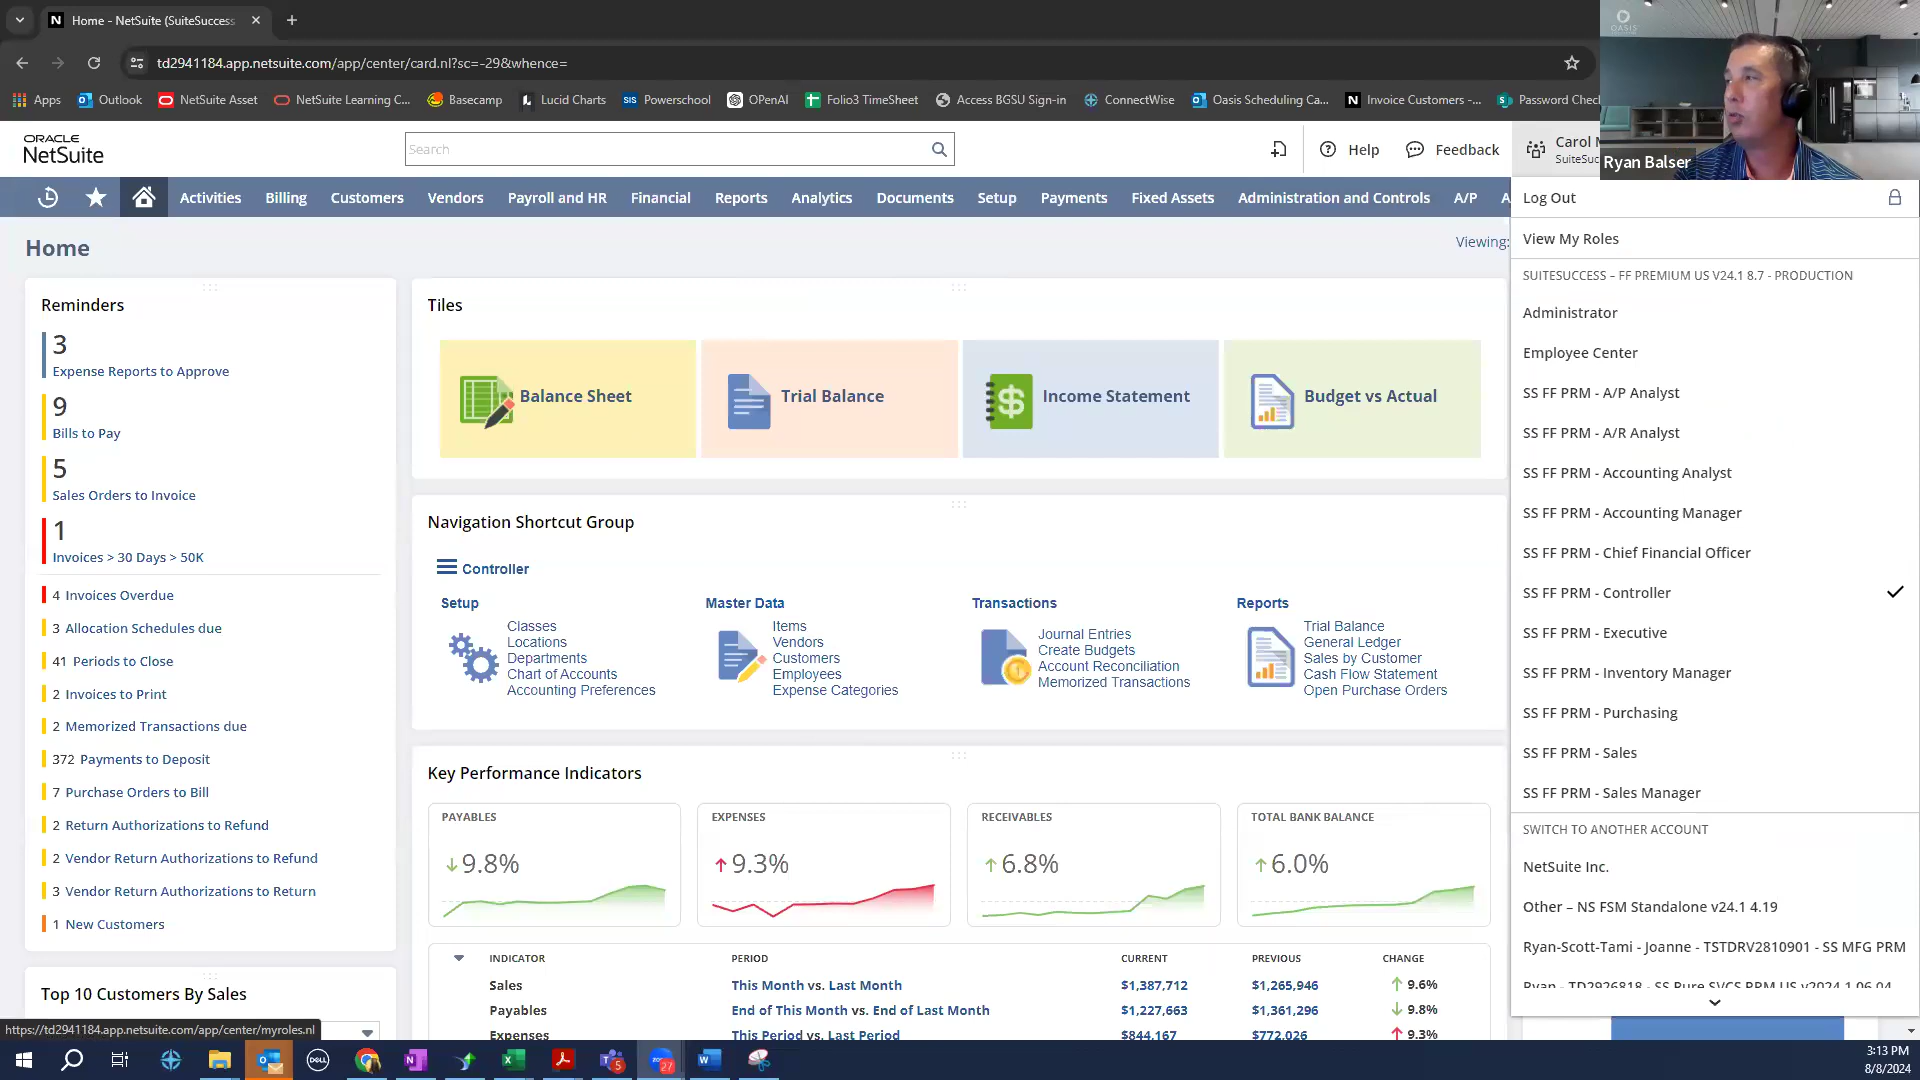 Home - NetSuite (SuiteSuccess
td2941184.app.netsuite.com/app/center/card.nl?sc=-29&whence=
Apps
Outlook
NetSuite Asset
NetSuite Learning C...
Basecamp
Lucid Charts
SIS Powerschool
OPenAI
Folio3 TimeSheet
Access BGSU Sign-in
ConnectWise
Oasis Scheduling Ca...
Invoice Customers -...
Password Chec
OASIS
Ryan Balser
ORACLE
NetSuite
Search
Help
Feedback
Carol
SuiteSuc
Activities
Billing
Customers
Vendors
Payroll and HR
Financial
Reports
Analytics
Documents
Setup
Payments
Fixed Assets
Administration and Controls
A/P
Home
Viewing:
Reminders
3
Expense Reports to Approve
9
Bills to Pay
5
Sales Orders to Invoice
1
Invoices > 30 Days > 50K
4 Invoices Overdue
3 Allocation Schedules due
41 Periods to Close
2 Invoices to Print
2 Memorized Transactions due
372 Payments to Deposit
7 Purchase Orders to Bill
2 Return Authorizations to Refund
2 Vendor Return Authorizations to Refund
3 Vendor Return Authorizations to Return
1 New Customers
Top 10 Customers By Sales
https://td2941184.app.netsuite.com/app/center/myroles.nl
Tiles
Balance Sheet
Trial Balance
Income Statement
Budget vs Actual
Navigation Shortcut Group
Controller
Setup
Classes
Locations
Departments
Chart of Accounts
Accounting Preferences
Master Data
Items
Vendors
Customers
Employees
Expense Categories
Transactions
Journal Entries
Create Budgets
Account Reconciliation
Memorized Transactions
Reports
Trial Balance
General Ledger
Sales by Customer
Cash Flow Statement
Open Purchase Orders
Key Performance Indicators
PAYABLES
9.8%
EXPENSES
9.3%
RECEIVABLES
6.8%
TOTAL BANK BALANCE
6.0%
INDICATOR PERIOD CURRENT PREVIOUS CHANGE
Sales This Month vs. Last Month $1,387,712 $1,265,946 9.6%
Payables End of This Month vs. End of Last Month $1,227,663 $1,361,296 9.8%
Expenses This Period vs. Last Period $844,167 $772,026 9.3%
Log Out
View My Roles
SUITESUCCESS – FF PREMIUM US V24.1 8.7 - PRODUCTION
Administrator
Employee Center
SS FF PRM - A/P Analyst
SS FF PRM - A/R Analyst
SS FF PRM - Accounting Analyst
SS FF PRM - Accounting Manager
SS FF PRM - Chief Financial Officer
SS FF PRM - Controller
SS FF PRM - Executive
SS FF PRM - Inventory Manager
SS FF PRM - Purchasing
SS FF PRM - Sales
SS FF PRM - Sales Manager
SWITCH TO ANOTHER ACCOUNT
NetSuite Inc.
Other – NS FSM Standalone v24.1 4.19
Ryan-Scott-Tami - Joanne - TSTDRV2810901 - SS MFG PRM
Ryan - TD2926818 - SS Pure SVCS PRM US v2024.1 06.04
DELL
5
27
3:13 PM
8/8/2024